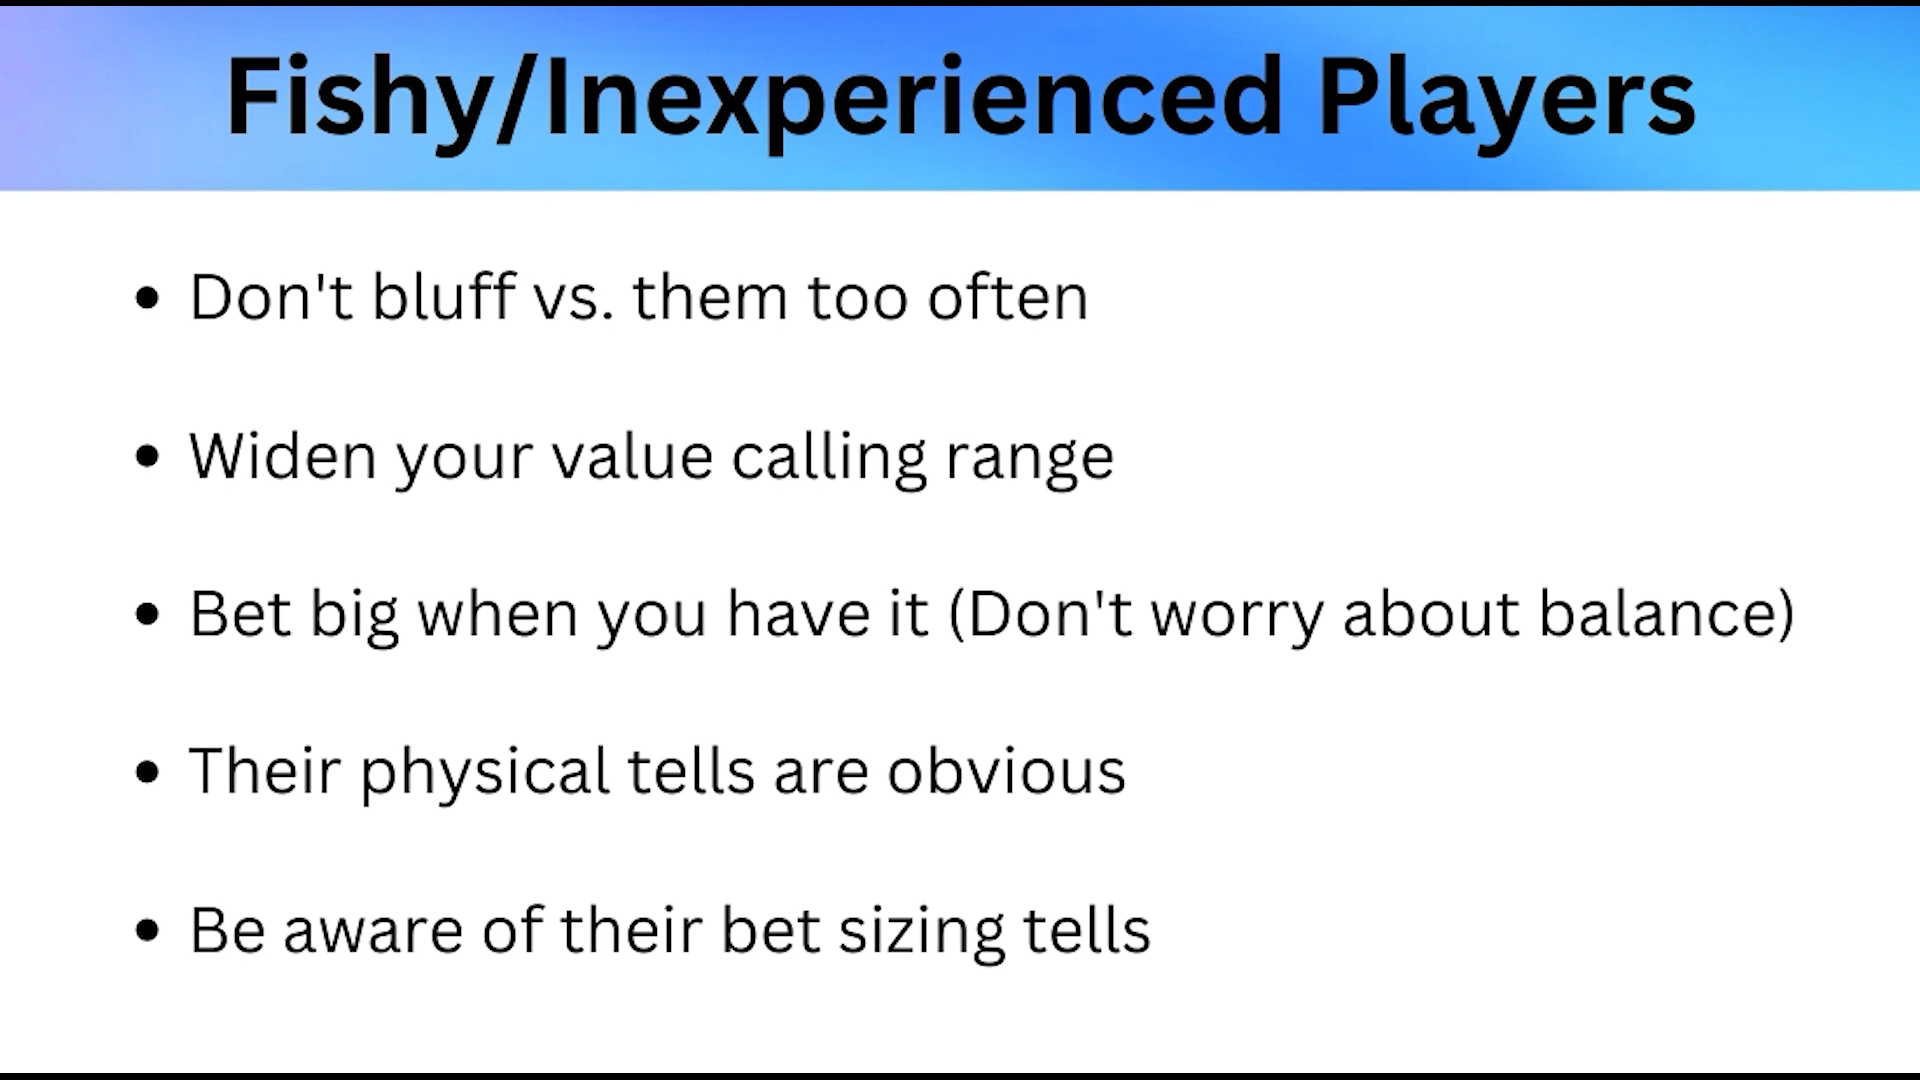 Fishy/Inexperienced Players
• Don't bluff vs. them too often
• Widen your value calling range
• Bet big when you have it (Don't worry about balance)
• Their physical tells are obvious
• Be aware of their bet sizing tells